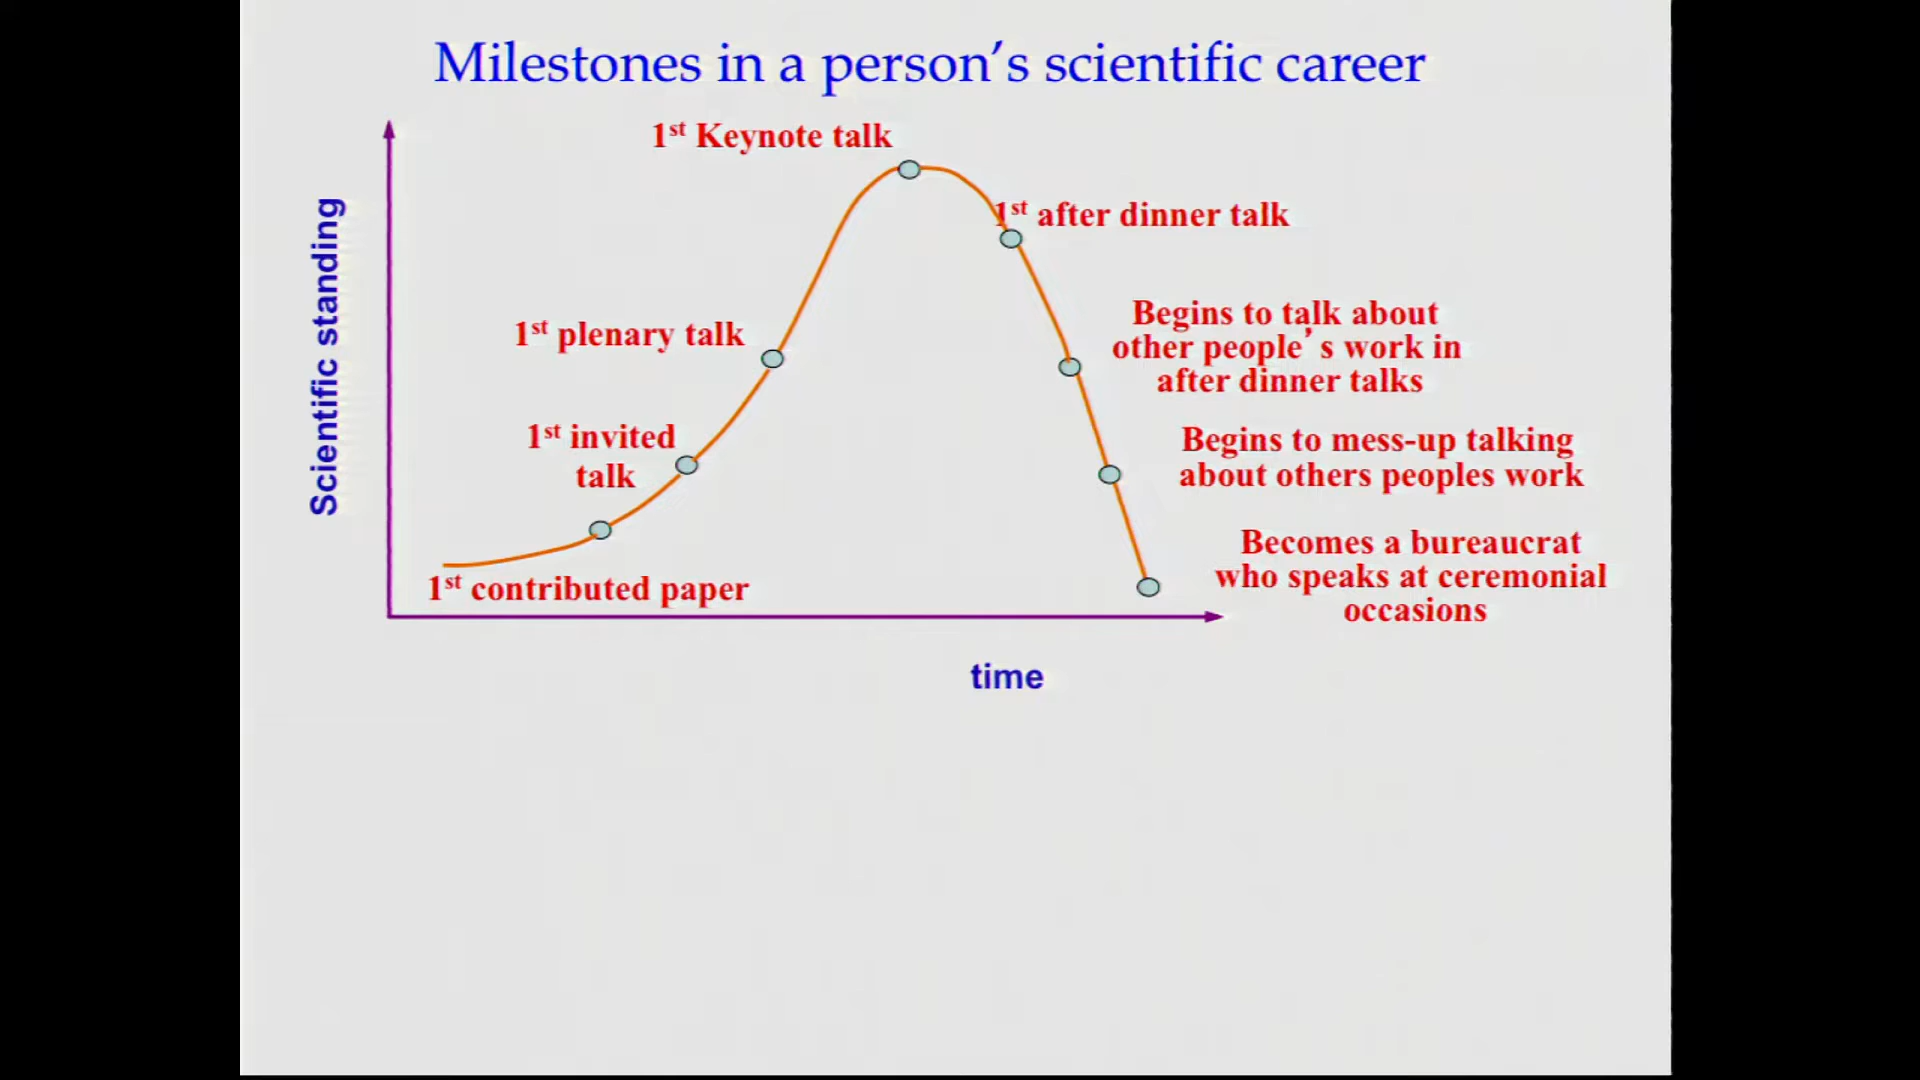 Milestones in a person’s scientific career
1st Keynote talk
1st after dinner talk
Scientific standing
Begins to talk about
other people’s work in
after dinner talks
1st plenary talk
1st invited
talk
Begins to mess-up talking
about others peoples work
Becomes a bureaucrat
who speaks at ceremonial
occasions
1st contributed paper
time